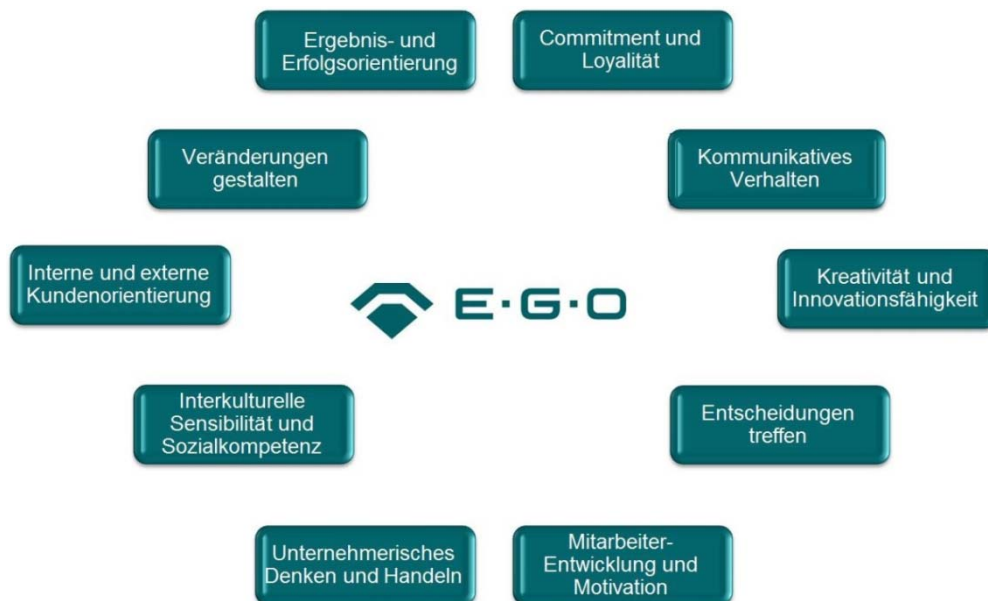 Ergebnis- und
Erfolgsorientierung
Commitment und
Loyalität
Veränderungen
gestalten
Kommunikatives
Verhalten
Interne und externe
Kundenorientierung
E·G·O
Kreativität und
Innovationsfähigkeit
Interkulturelle
Sensibilität und
Sozialkompetenz
Entscheidungen
treffen
Unternehmerisches
Denken und Handeln
Mitarbeiter-
Entwicklung und
Motivation